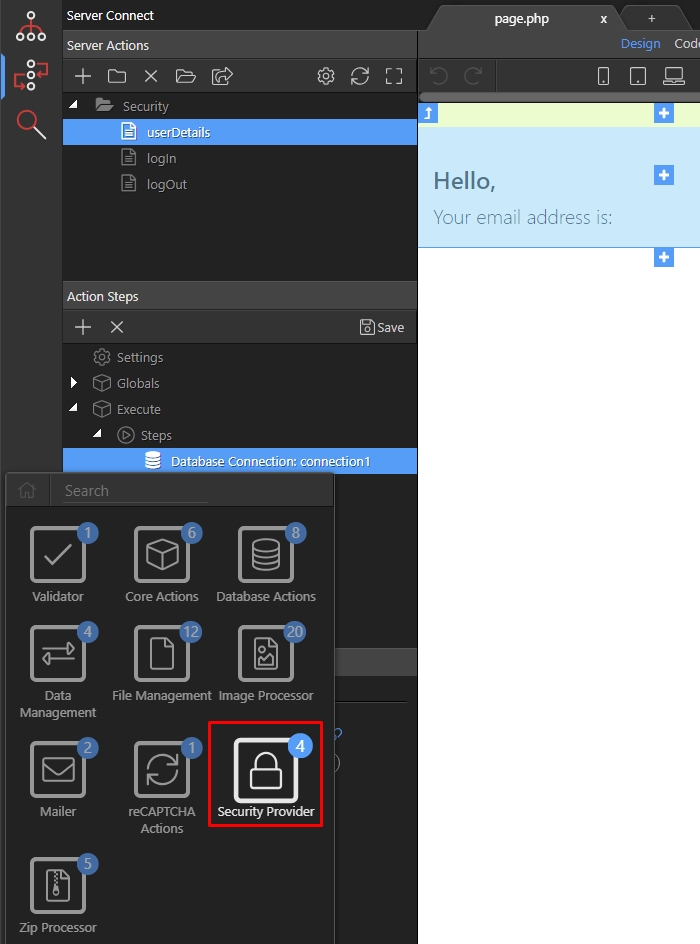 Server Connect
page.php
x
+
Server Actions
Design
Code
Security
userDetails
logIn
logOut
Hello,
Your email address is:
Action Steps
Save
Settings
Globals
Execute
Steps
Database Connection: connection1
Search
1
6
8
Validator
Core Actions
Database Actions
4
12
20
Data
Management
File Management
Image Processor
2
1
4
Mailer
reCAPTCHA
Actions
Security Provider
5
Zip Processor